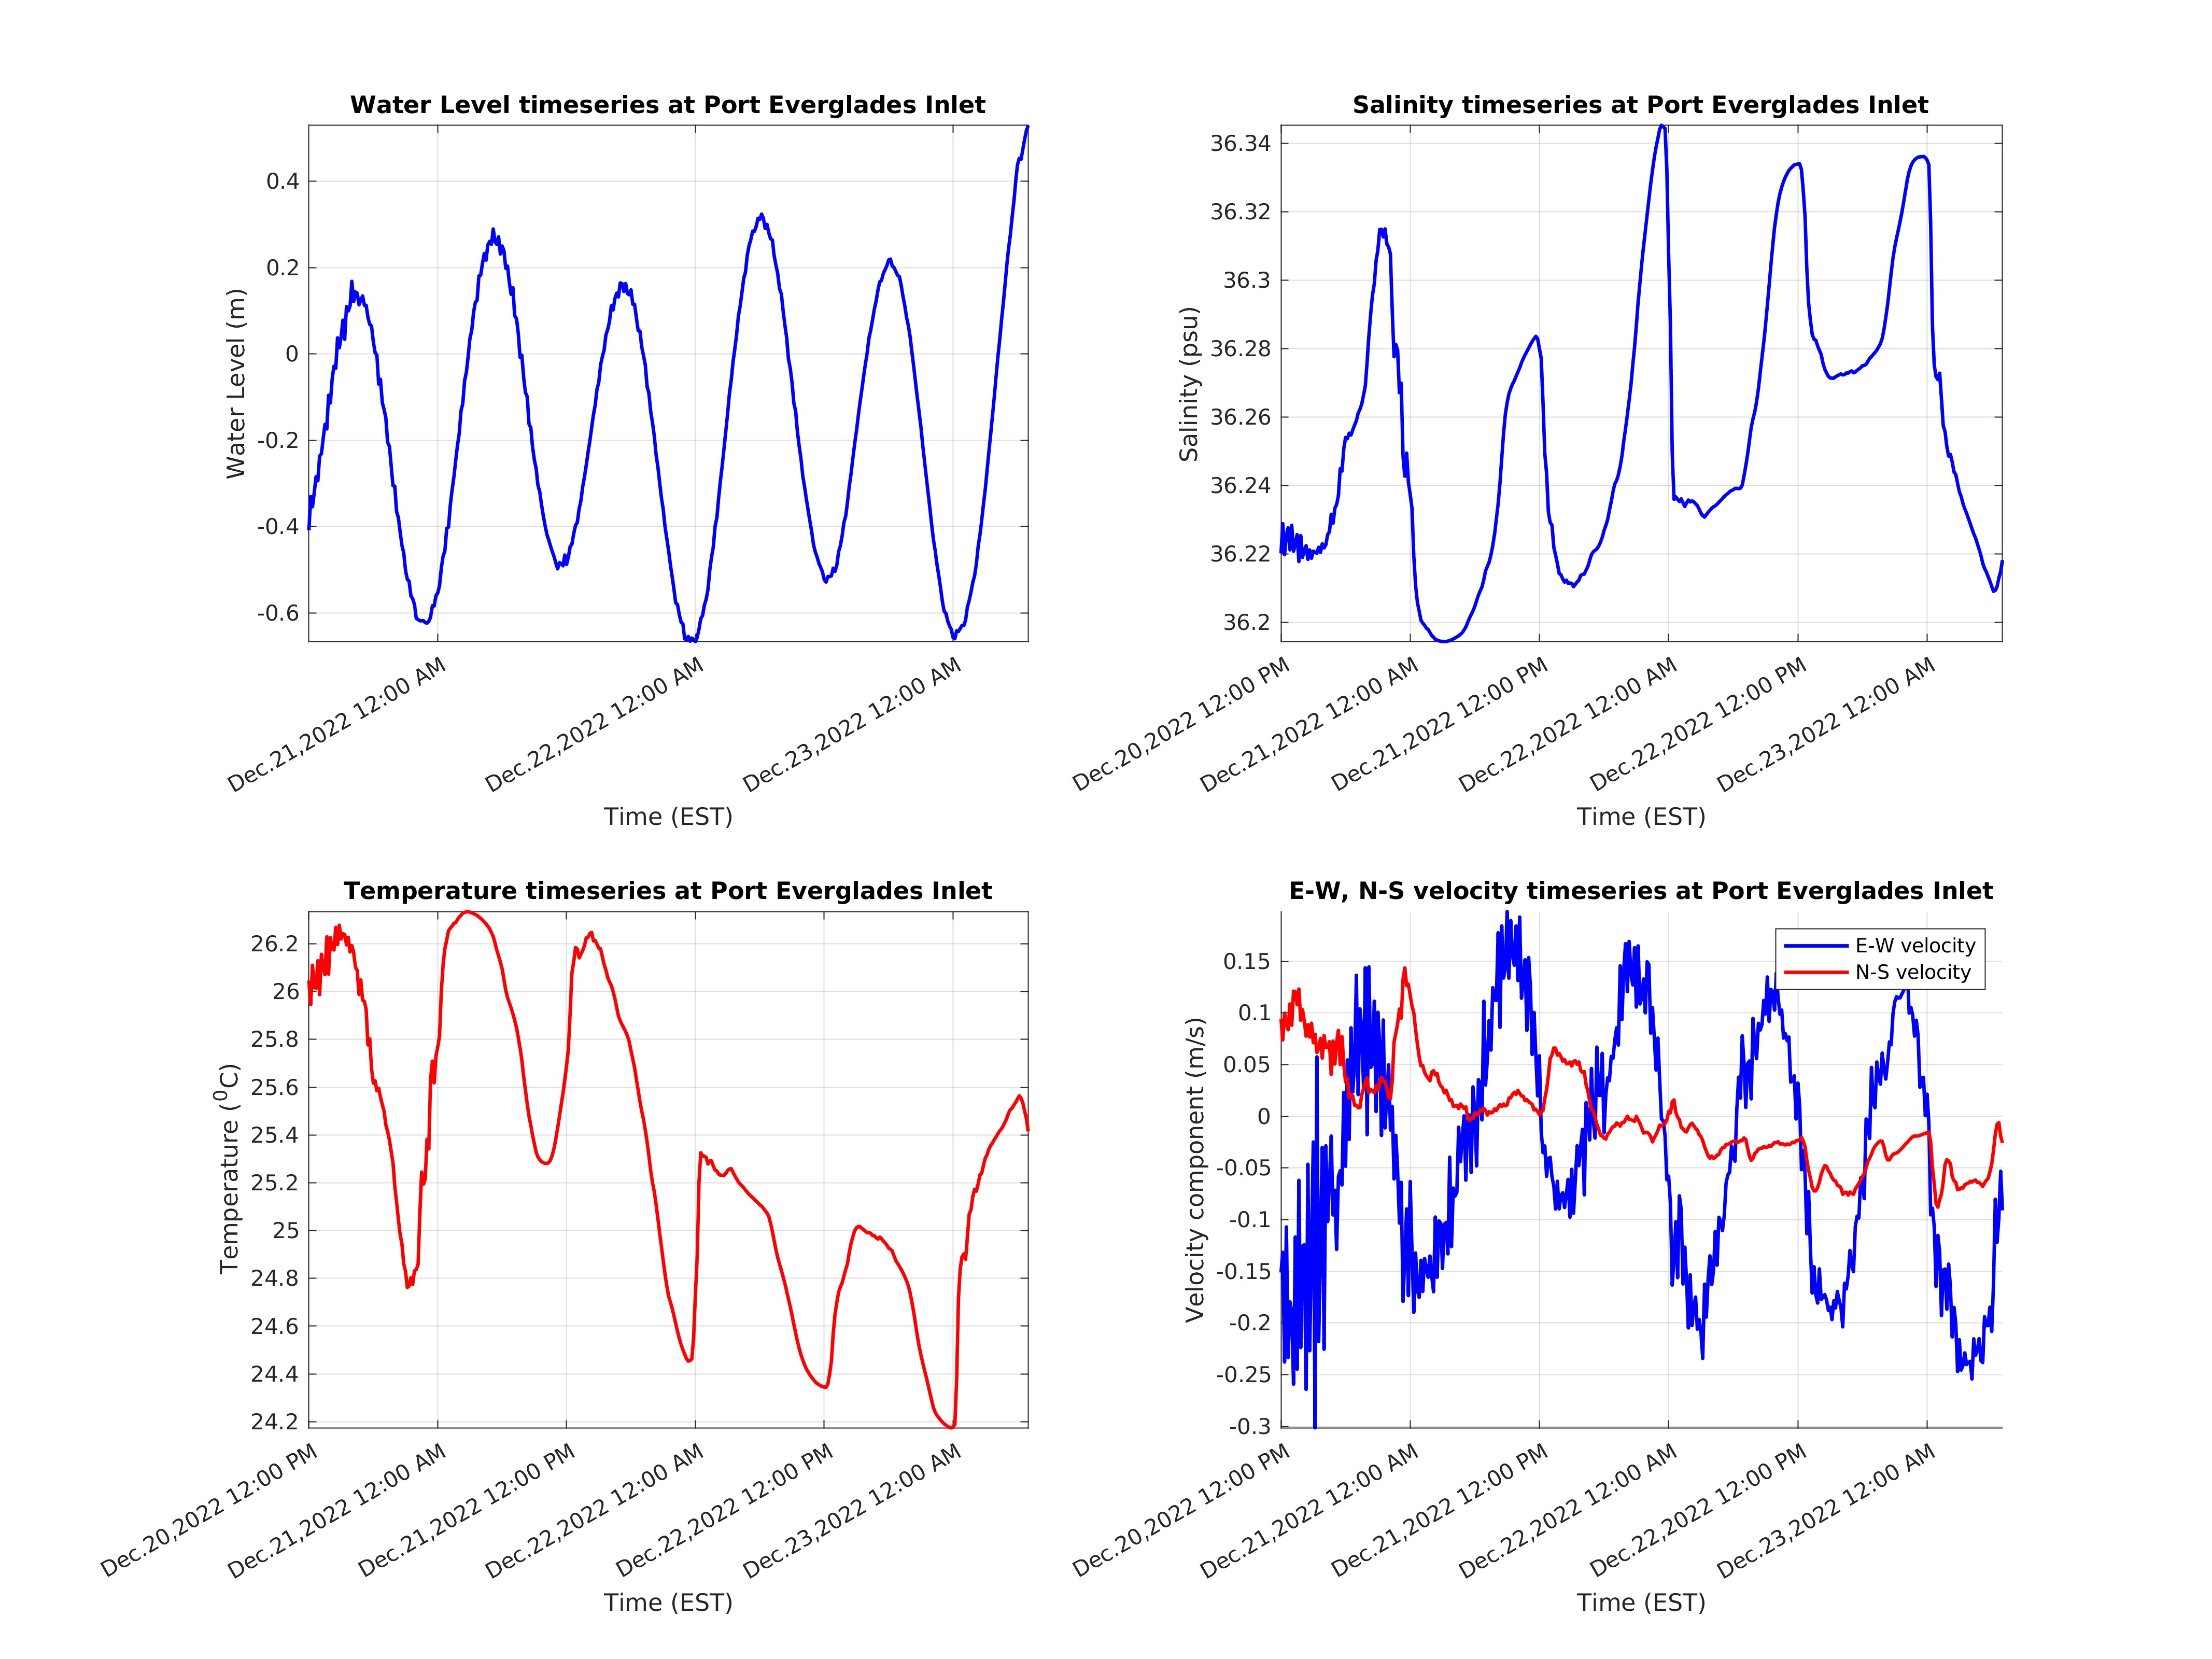 Water Level timeseries at Port Everglades Inlet
Water Level (m)
0.4
0.2
0
-0.2
-0.4
-0.6
Dec.21,2022 12:00 AM
Dec.22,2022 12:00 AM
Dec.23,2022 12:00 AM
Time (EST)
Salinity timeseries at Port Everglades Inlet
Salinity (psu)
36.34
36.32
36.3
36.28
36.26
36.24
36.22
36.2
Dec.20,2022 12:00 PM
Dec.21,2022 12:00 AM
Dec.21,2022 12:00 PM
Dec.22,2022 12:00 AM
Dec.22,2022 12:00 PM
Dec.23,2022 12:00 AM
Time (EST)
Temperature timeseries at Port Everglades Inlet
Temperature (⁰C)
26.2
26
25.8
25.6
25.4
25.2
25
24.8
24.6
24.4
24.2
Dec.20,2022 12:00 PM
Dec.21,2022 12:00 AM
Dec.21,2022 12:00 PM
Dec.22,2022 12:00 AM
Dec.22,2022 12:00 PM
Dec.23,2022 12:00 AM
Time (EST)
E-W, N-S velocity timeseries at Port Everglades Inlet
E-W velocity
N-S velocity
Velocity component (m/s)
0.15
0.1
0.05
0
-0.05
-0.1
-0.15
-0.2
-0.25
-0.3
Dec.20,2022 12:00 PM
Dec.21,2022 12:00 AM
Dec.21,2022 12:00 PM
Dec.22,2022 12:00 AM
Dec.22,2022 12:00 PM
Dec.23,2022 12:00 AM
Time (EST)